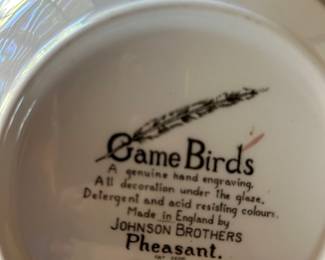 Game Birds
A genuine hand engraving.
All decoration under the glaze.
Detergent and acid resisting colours.
Made in England by
JOHNSON BROTHERS
Pheasant.